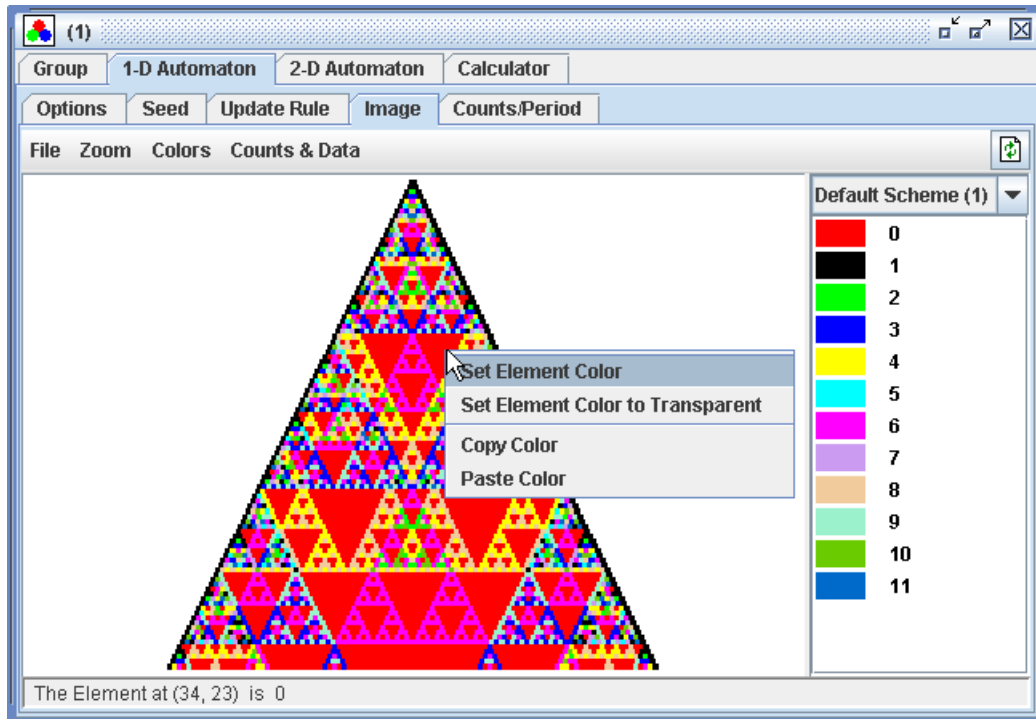 (1)
Group 1-D Automaton 2-D Automaton Calculator
Options Seed Update Rule Image Counts/Period
File Zoom Colors Counts & Data
Default Scheme (1)
0
1
2
3
4
5
6
7
8
9
10
11
Set Element Color
Set Element Color to Transparent
Copy Color
Paste Color
The Element at (34, 23) is 0